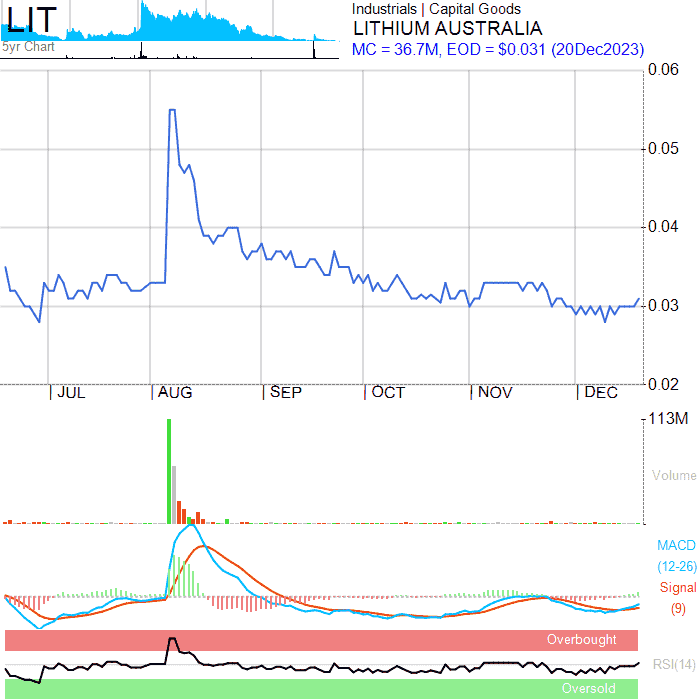 LIT
5yr Chart
Industrials | Capital Goods
LITHIUM AUSTRALIA
MC = 36.7M, EOD = $0.031 (20Dec2023)
0.06
0.05
0.04
0.03
0.02
JUL AUG SEP OCT NOV DEC
113M
Volume
MACD
(12-26)
Signal
(9)
Overbought
RSI(14)
Oversold